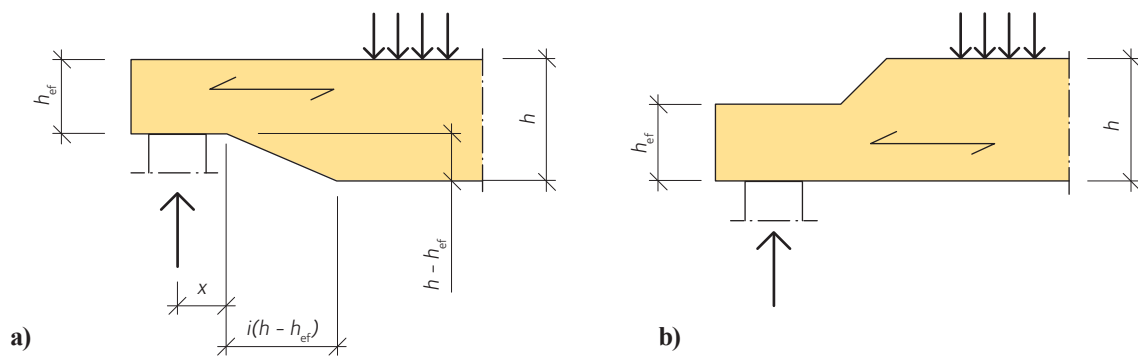 h_ef
h
h – h_ef
x
i(h – h_ef)
a)
h_ef
h
b)